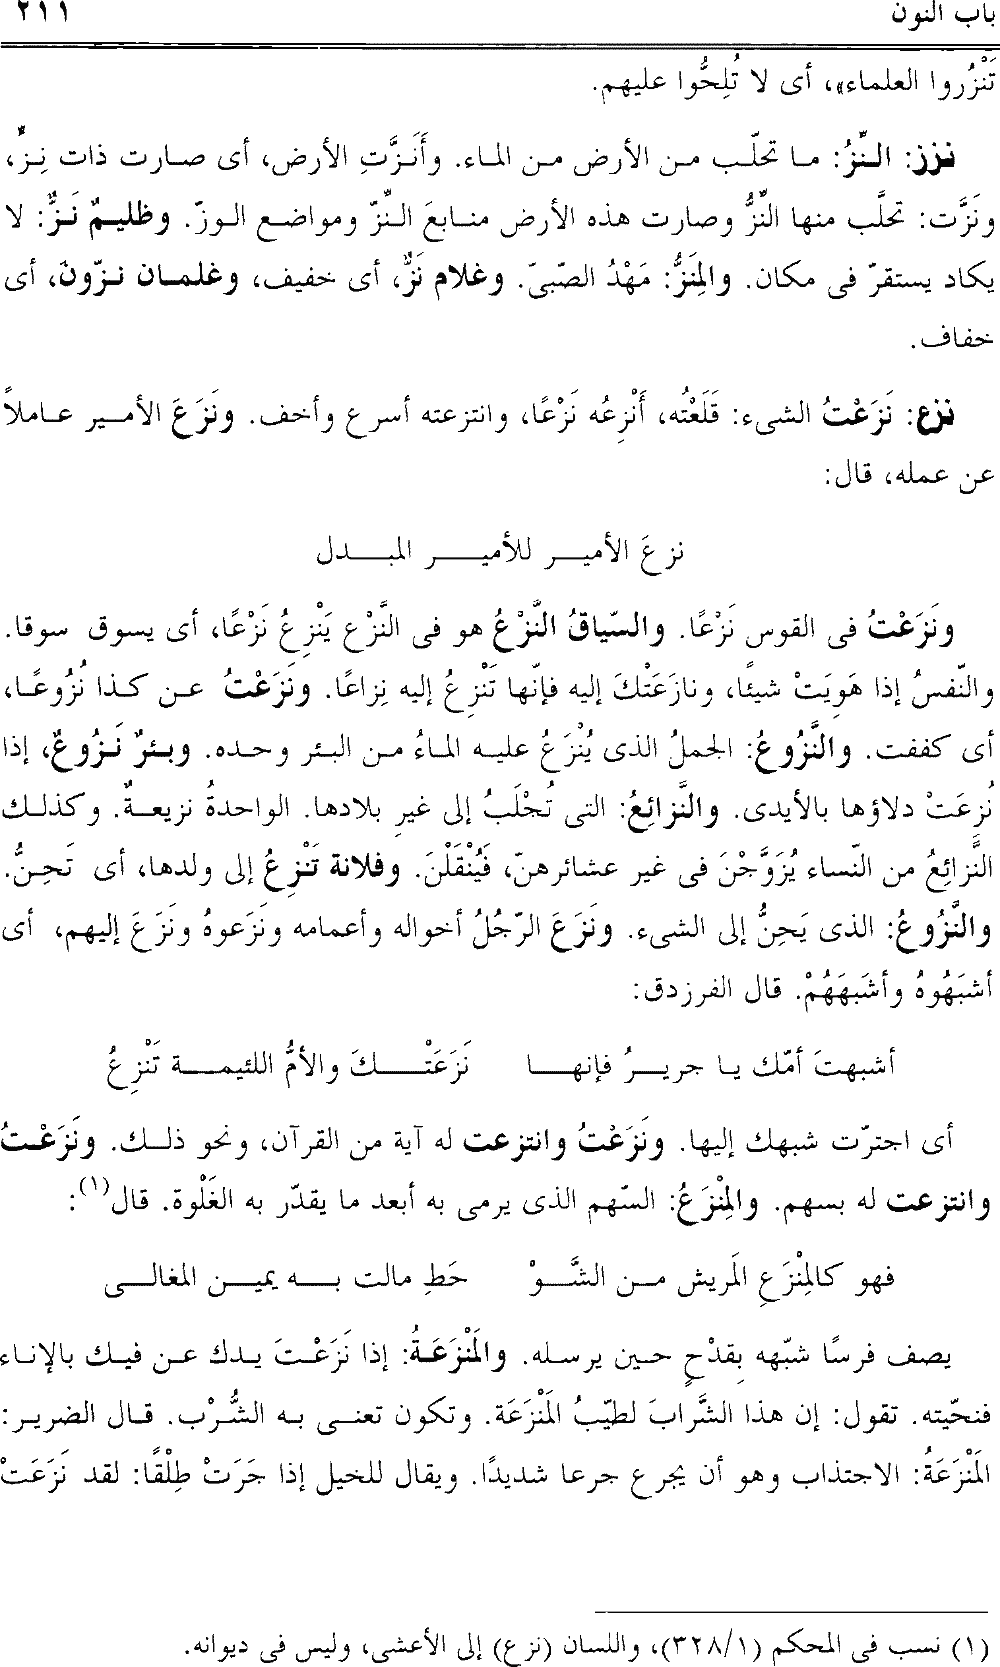 باب النون ٢١١
تَنْزُروا العلماء»، أى لا تُلِحُّوا عليهم.
نزز: النِّزُّ: ما تحلّب من الأرض من الماء. وأَنَزَّتِ الأرض، أى صارت ذات نِزٍّ،
ونَزَّت: تحلَّب منها النِّزُّ وصارت هذه الأرض منابعَ النِّزّ ومواضع الوزّ. وظليمٌ نَزٌّ: لا
يكاد يستقرّ فى مكان. والمِنَزُّ: مَهْدُ الصّبىّ. وغلام نَزٌّ، أى خفيف، وغلمان نزّون، أى
خفاف.
نزع: نَزَعْتُ الشىء: قَلَعْتُه، أَنْزِعُه نَزْعًا، وانتزعته أسرع وأخف. ونَزَعَ الأمير عاملاً
عن عمله، قال:
نزعَ الأمير للأمير المبدل
ونَزَعْتُ فى القوس نَزْعًا. والسّياقُ النَّزْعُ هو فى النَّزْع يَنْزِعُ نَزْعًا، أى يسوق سوقا.
والنّفسُ إذا هَوِيَتْ شيئًا، ونازَعَتْكَ إليه فإنّها تَنْزِعُ إليه نِزاعًا. ونَزَعْتُ عن كذا نُزُوعًا،
أى كففت. والنَّزُوعُ: الجملُ الذى يُنْزَعُ عليه الماءُ من البئر وحده. وبئرٌ نَزُوعٌ، إذا
نُزِعَتْ دلاؤها بالأيدى. والنَّزائِعُ: التى تُجْلَبُ إلى غيرِ بلادها. الواحدةُ نزيعةٌ. وكذلك
النَّزائِعُ من النّساء يُزَوَّجْنَ فى غير عشائرهنّ، فَيُنْقَلْنَ. وفلانة تَنْزِعُ إلى ولدها، أى تَحِنُّ.
والنَّزُوعُ: الذى يَحِنُّ إلى الشىء. ونَزَعَ الرّجُلُ أخواله وأعمامه ونَزَعوهُ ونَزَعَ إليهم، أى
أشبَهُوهُ وأشَبهَهُمْ. قال الفرزدق:
أشبهتَ أمّك يا جريرُ فإنها نَزَعَتْكَ والأمُّ اللئيمة تَنْزِعُ
أى اجترّت شبهك إليها. ونَزَعْتُ وانتزعت له آية من القرآن، ونحو ذلك. ونَزَعْتُ
وانتزعت له بسهم. والمِنْزَعُ: السّهم الذى يرمى به أبعد ما يقدّر به الغَلْوة. قال(١):
فهو كالمِنْزَعِ المَريش من الشَّوْ حَطِ مالت به يمين المغالى
يصف فرسًا شبّهه بِقدْحٍ حين يرسله. والمَنْزَعَةُ: إذا نَزَعْتَ يدك عن فيك بالإناء
فنحّيته. تقول: إن هذا الشَّرابَ لطيّبُ المَنْزَعَة. وتكون تعنى به الشُّرْب. قال الضرير:
المَنْزَعَةُ: الاجتذاب وهو أن يجرع جرعا شديدًا. ويقال للخيل إذا جَرَتْ طِلْقًا: لقد نَزَعَتْ
(١) نسب فى المحكم (٣٢٨/١)، واللسان (نزع) إلى الأعشى، وليس فى ديوانه.